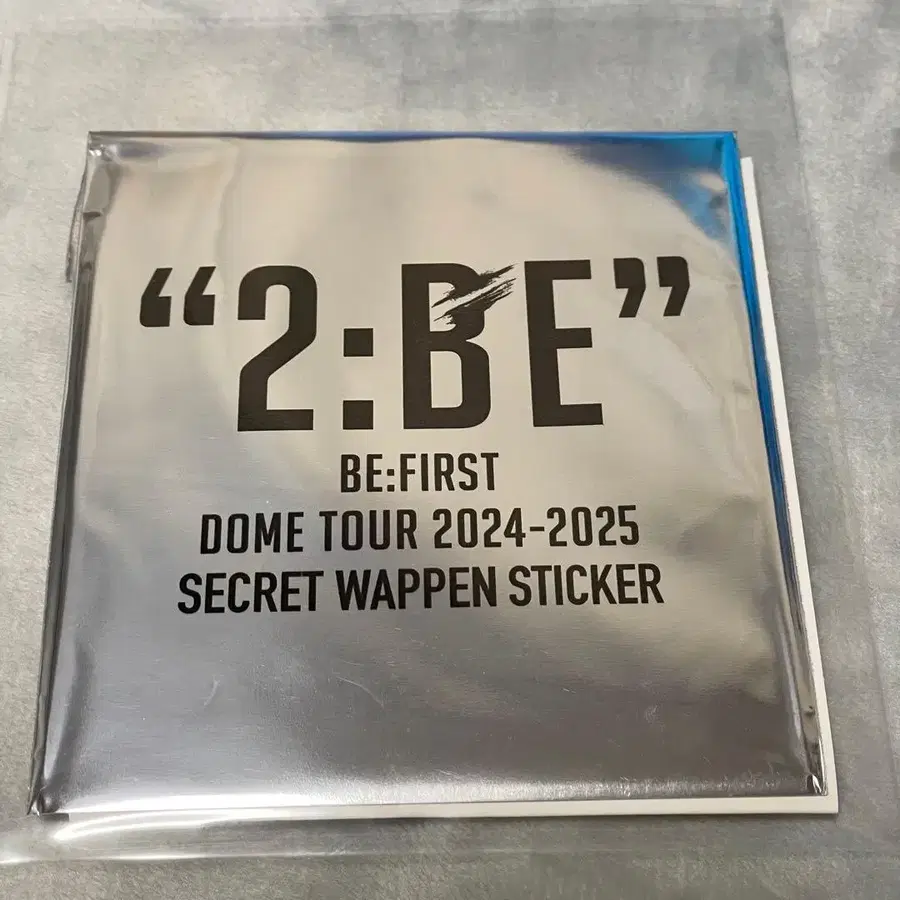 “2:BE”
BE:FIRST
DOME TOUR 2024-2025
SECRET WAPPEN STICKER